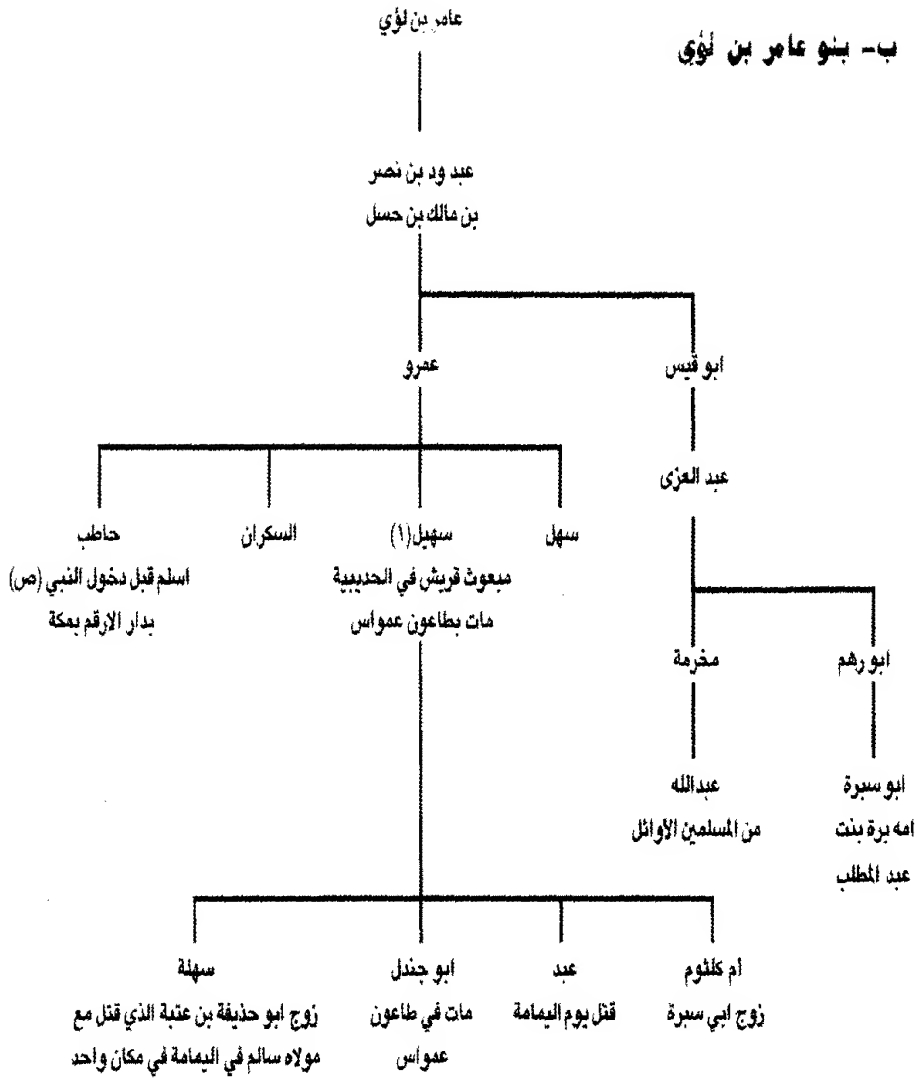 ب- بنو عامر بن لؤي
عامر بن لؤي
عبد ود بن نصر
بن مالك بن حسل
ابو قيس
عمرو
عبد العزى
سهل
سهيل(١)
مبعوث قريش في الحديبية
مات بطاعون عمواس
السكران
حاطب
اسلم قبل دخول النبي (ص)
بدار الارقم بمكة
ابو رهم
مخرمة
ابو سبرة
امه برة بنت
عبد المطلب
عبدالله
من المسلمين الأوائل
أم كلثوم
زوج ابي سبرة
عبد
قتل يوم اليمامة
ابو جندل
مات في طاعون
عمواس
سهلة
زوج ابو حذيفة بن عتبة الذي قتل مع
مولاه سالم في اليمامة في مكان واحد